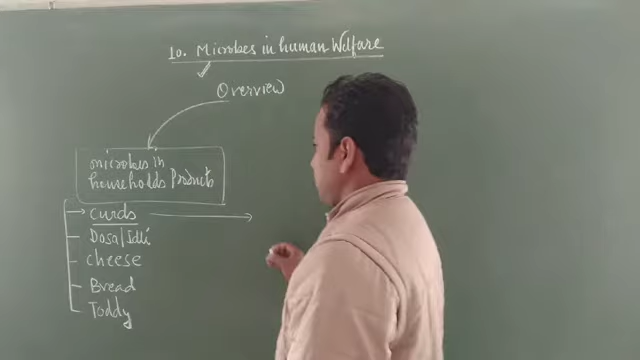 10. Microbes in human Welfare
Overview
microbes in
households Products
curds
Dosa/Idli
cheese
Bread
Toddy